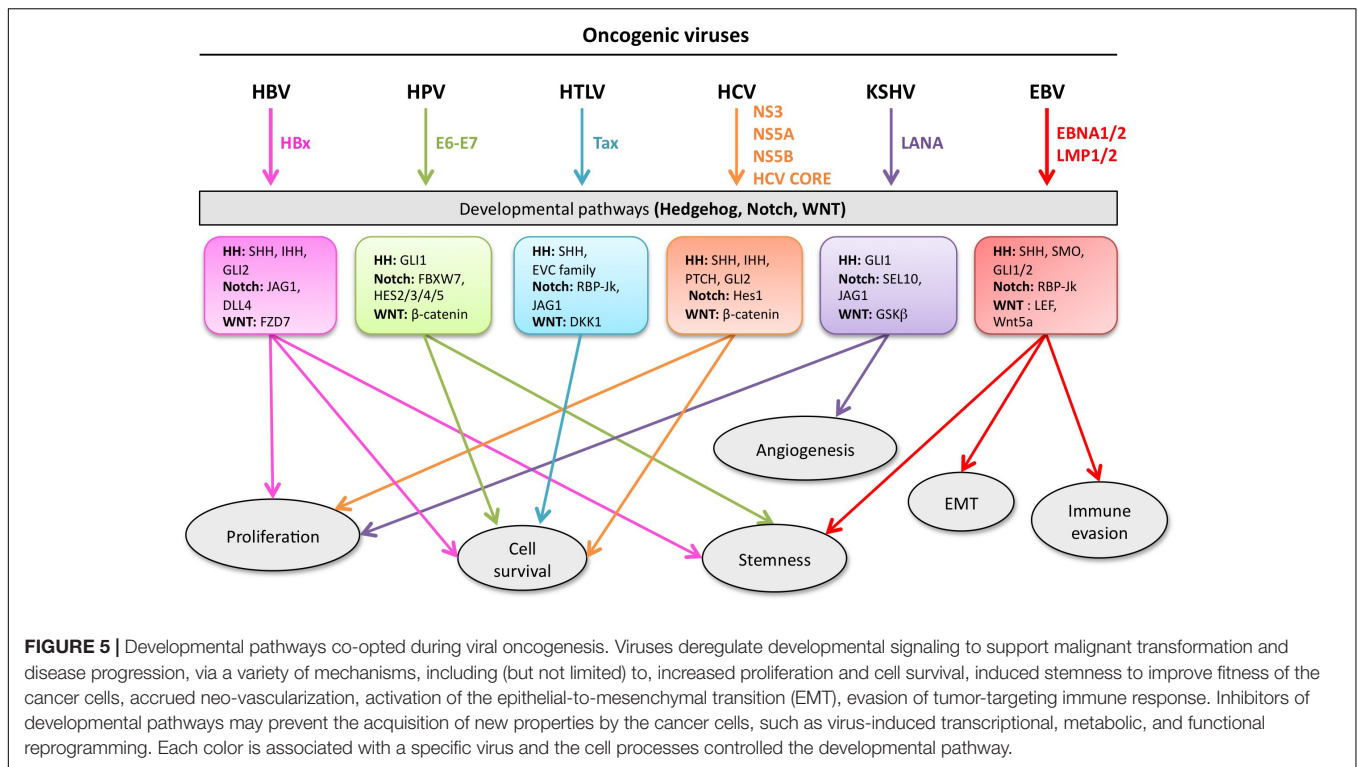 Oncogenic viruses
HBV
HPV
HTLV
HCV
KSHV
EBV
HBx
E6-E7
Tax
NS3
NS5A
NS5B
HCV CORE
LANA
EBNA1/2
LMP1/2
Developmental pathways (Hedgehog, Notch, WNT)
HH: SHH, IHH,
GLI2
Notch: JAG1,
DLL4
WNT: FZD7
HH: GLI1
Notch: FBXW7,
HES2/3/4/5
WNT: β-catenin
HH: SHH,
EVC family
Notch: RBP-Jk,
JAG1
WNT: DKK1
HH: SHH, IHH,
PTCH, GLI2
Notch: Hes1
WNT: β-catenin
HH: GLI1
Notch: SEL10,
JAG1
WNT: GSKβ
HH: SHH, SMO,
GLI1/2
Notch: RBP-Jk
WNT : LEF,
Wnt5a
Angiogenesis
EMT
Immune
evasion
Proliferation
Cell
survival
Stemness
FIGURE 5 | Developmental pathways co-opted during viral oncogenesis. Viruses deregulate developmental signaling to support malignant transformation and
disease progression, via a variety of mechanisms, including (but not limited) to, increased proliferation and cell survival, induced stemness to improve fitness of the
cancer cells, accrued neo-vascularization, activation of the epithelial-to-mesenchymal transition (EMT), evasion of tumor-targeting immune response. Inhibitors of
developmental pathways may prevent the acquisition of new properties by the cancer cells, such as virus-induced transcriptional, metabolic, and functional
reprogramming. Each color is associated with a specific virus and the cell processes controlled the developmental pathway.